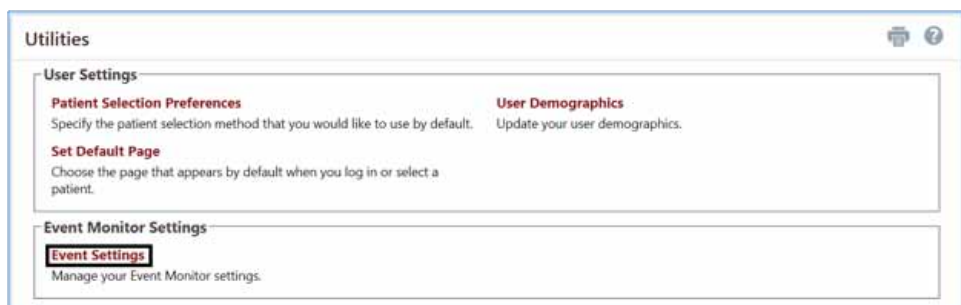 Utilities
User Settings
Patient Selection Preferences
Specify the patient selection method that you would like to use by default.
User Demographics
Update your user demographics.
Set Default Page
Choose the page that appears by default when you log in or select a
patient.
Event Monitor Settings
Event Settings
Manage your Event Monitor settings.